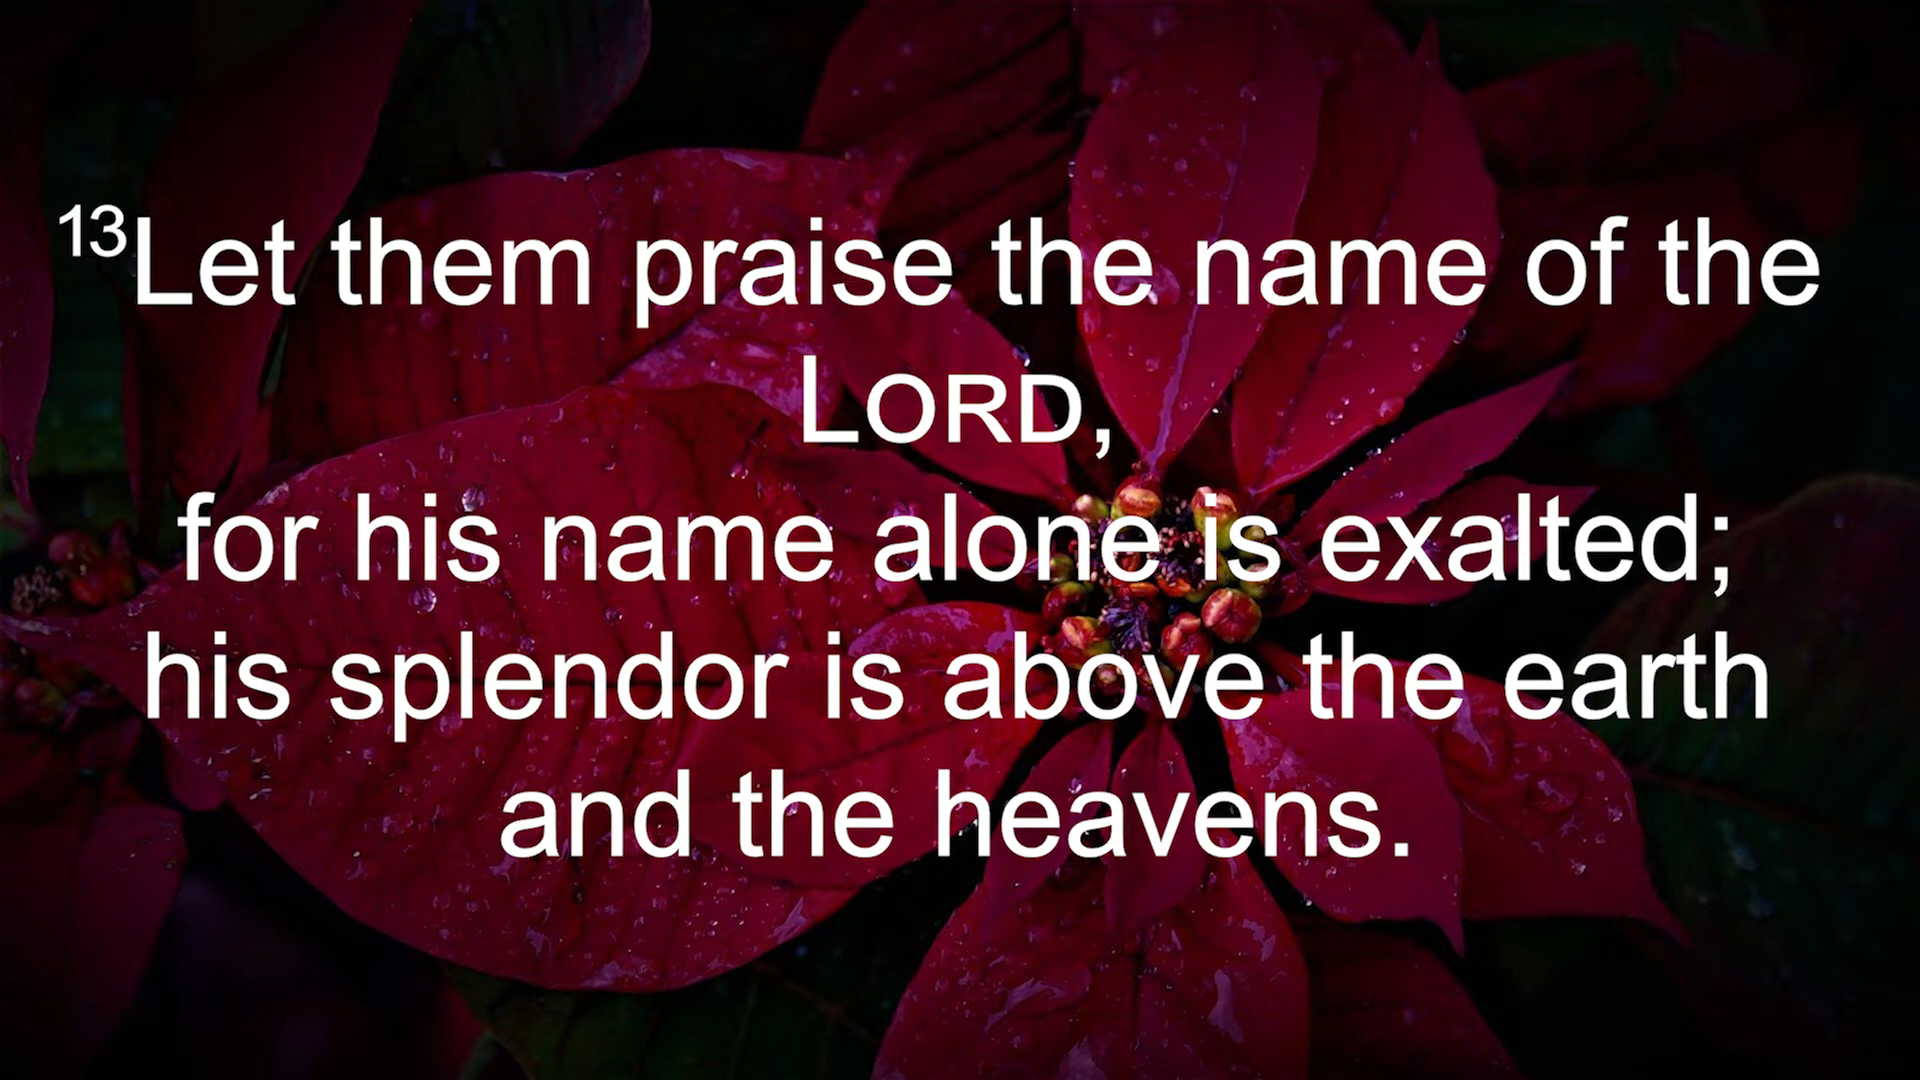 13Let them praise the name of the
LORD,
for his name alone is exalted;
his splendor is above the earth
and the heavens.